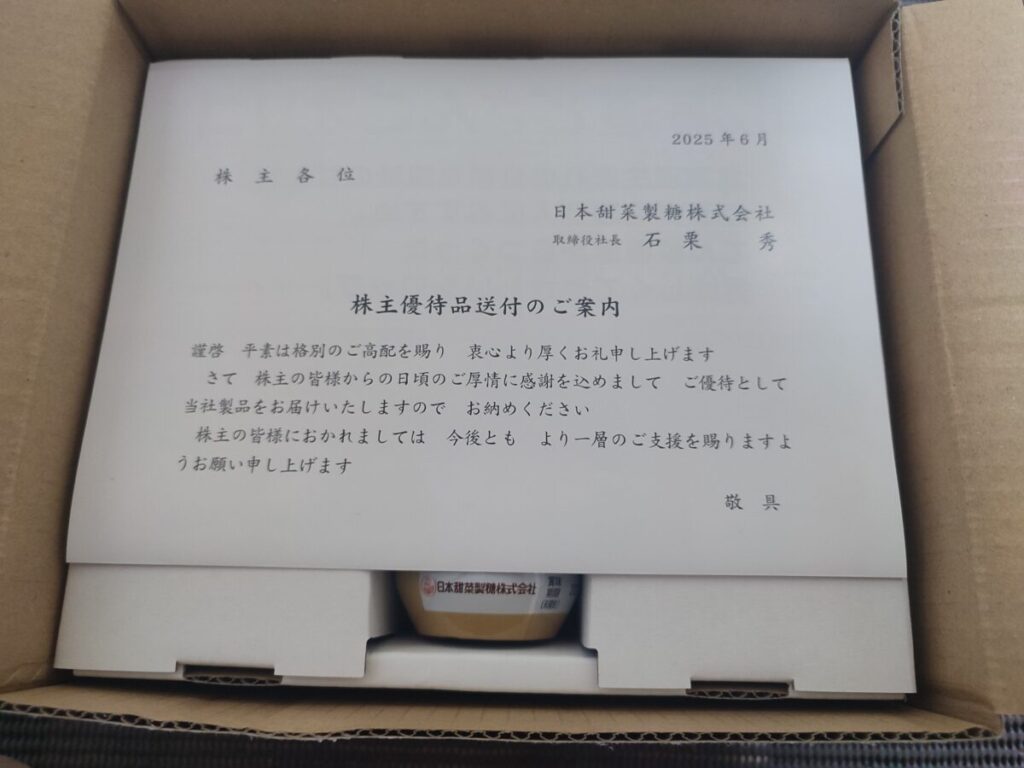 2025年6月
株主各位
日本甜菜製糖株式会社
取締役社長 石栗 秀
株主優待品送付のご案内
謹啓 平素は格別のご高配を賜り 衷心より厚くお礼申し上げます
さて 株主の皆様からの日頃のご厚情に感謝を込めまして ご優待として
当社製品をお届けいたしますので お納めください
株主の皆様におかれましては 今後とも より一層のご支援を賜りますよ
うお願い申し上げます
敬具
日本甜菜製糖株式会社
賞味
期限